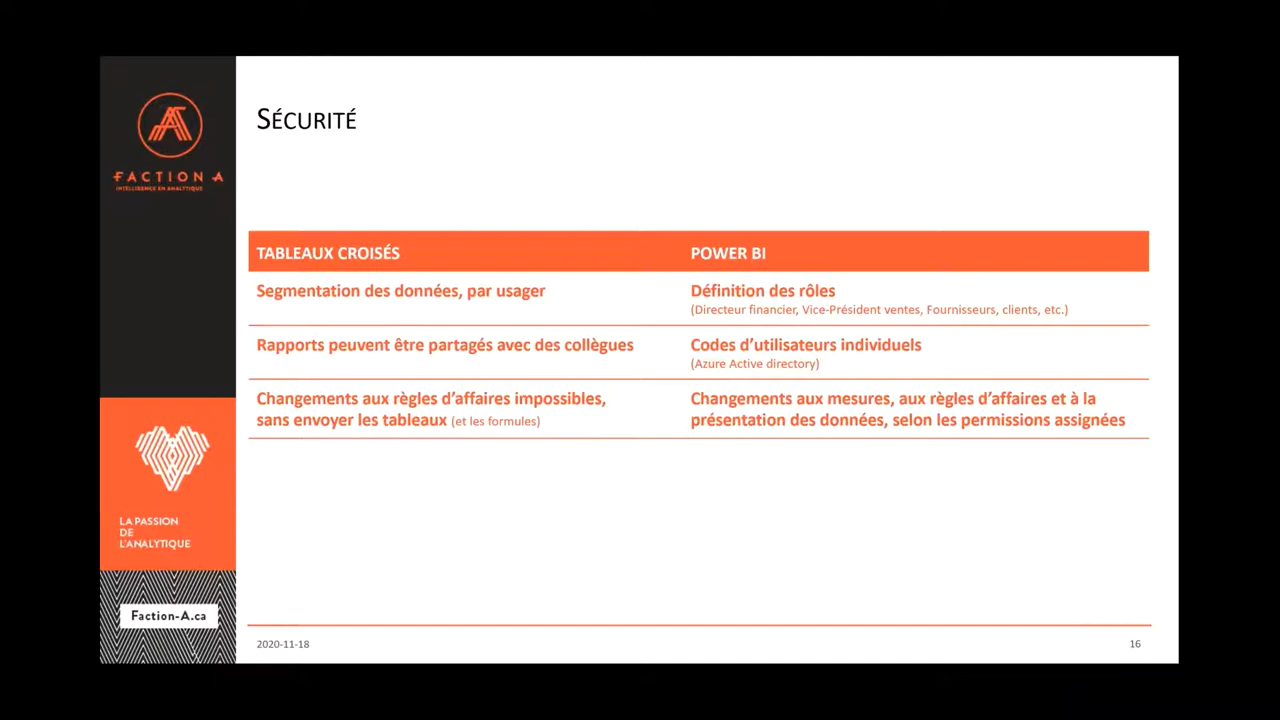 FACTION A
INTELLIGENCE EN ANALYTIQUE
SÉCURITÉ
TABLEAUX CROISÉS
POWER BI
Segmentation des données, par usager
Définition des rôles
(Directeur financier, Vice-Président ventes, Fournisseurs, clients, etc.)
Rapports peuvent être partagés avec des collègues
Codes d’utilisateurs individuels
(Azure Active directory)
Changements aux règles d’affaires impossibles,
sans envoyer les tableaux (et les formules)
Changements aux mesures, aux règles d’affaires et à la
présentation des données, selon les permissions assignées
LA PASSION
DE
L’ANALYTIQUE
Faction-A.ca
2020-11-18
16